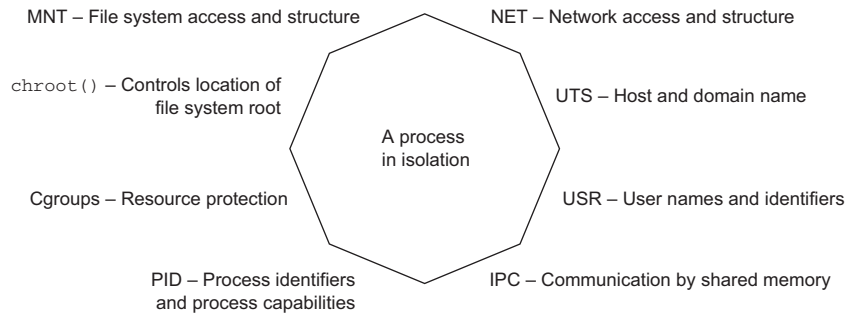 MNT – File system access and structure
NET – Network access and structure
chroot() – Controls location of
file system root
UTS – Host and domain name
A process
in isolation
Cgroups – Resource protection
USR – User names and identifiers
PID – Process identifiers
and process capabilities
IPC – Communication by shared memory